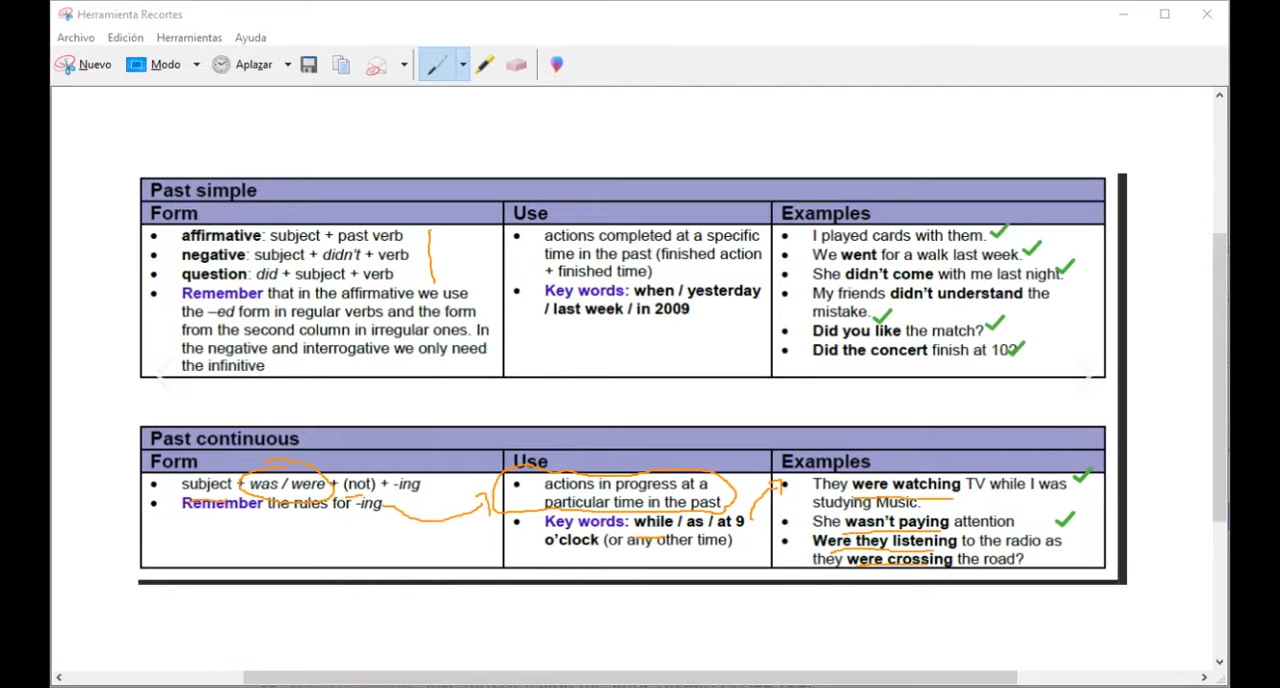 Herramienta Recortes
Archivo Edición Herramientas Ayuda
Nuevo Modo Aplazar
Past simple
Form
• affirmative: subject + past verb
• negative: subject + didn't + verb
• question: did + subject + verb
• Remember that in the affirmative we use
the –ed form in regular verbs and the form
from the second column in irregular ones. In
the negative and interrogative we only need
the infinitive
Use
• actions completed at a specific
time in the past (finished action
+ finished time)
• Key words: when / yesterday
/ last week / in 2009
Examples
• I played cards with them.
• We went for a walk last week.
• She didn't come with me last night.
• My friends didn't understand the
mistake.
• Did you like the match?
• Did the concert finish at 10?
Past continuous
Form
• subject + was / were + (not) + -ing
• Remember the rules for -ing
Use
• actions in progress at a
particular time in the past
• Key words: while / as / at 9
o'clock (or any other time)
Examples
• They were watching TV while I was
studying Music.
• She wasn't paying attention
• Were they listening to the radio as
they were crossing the road?